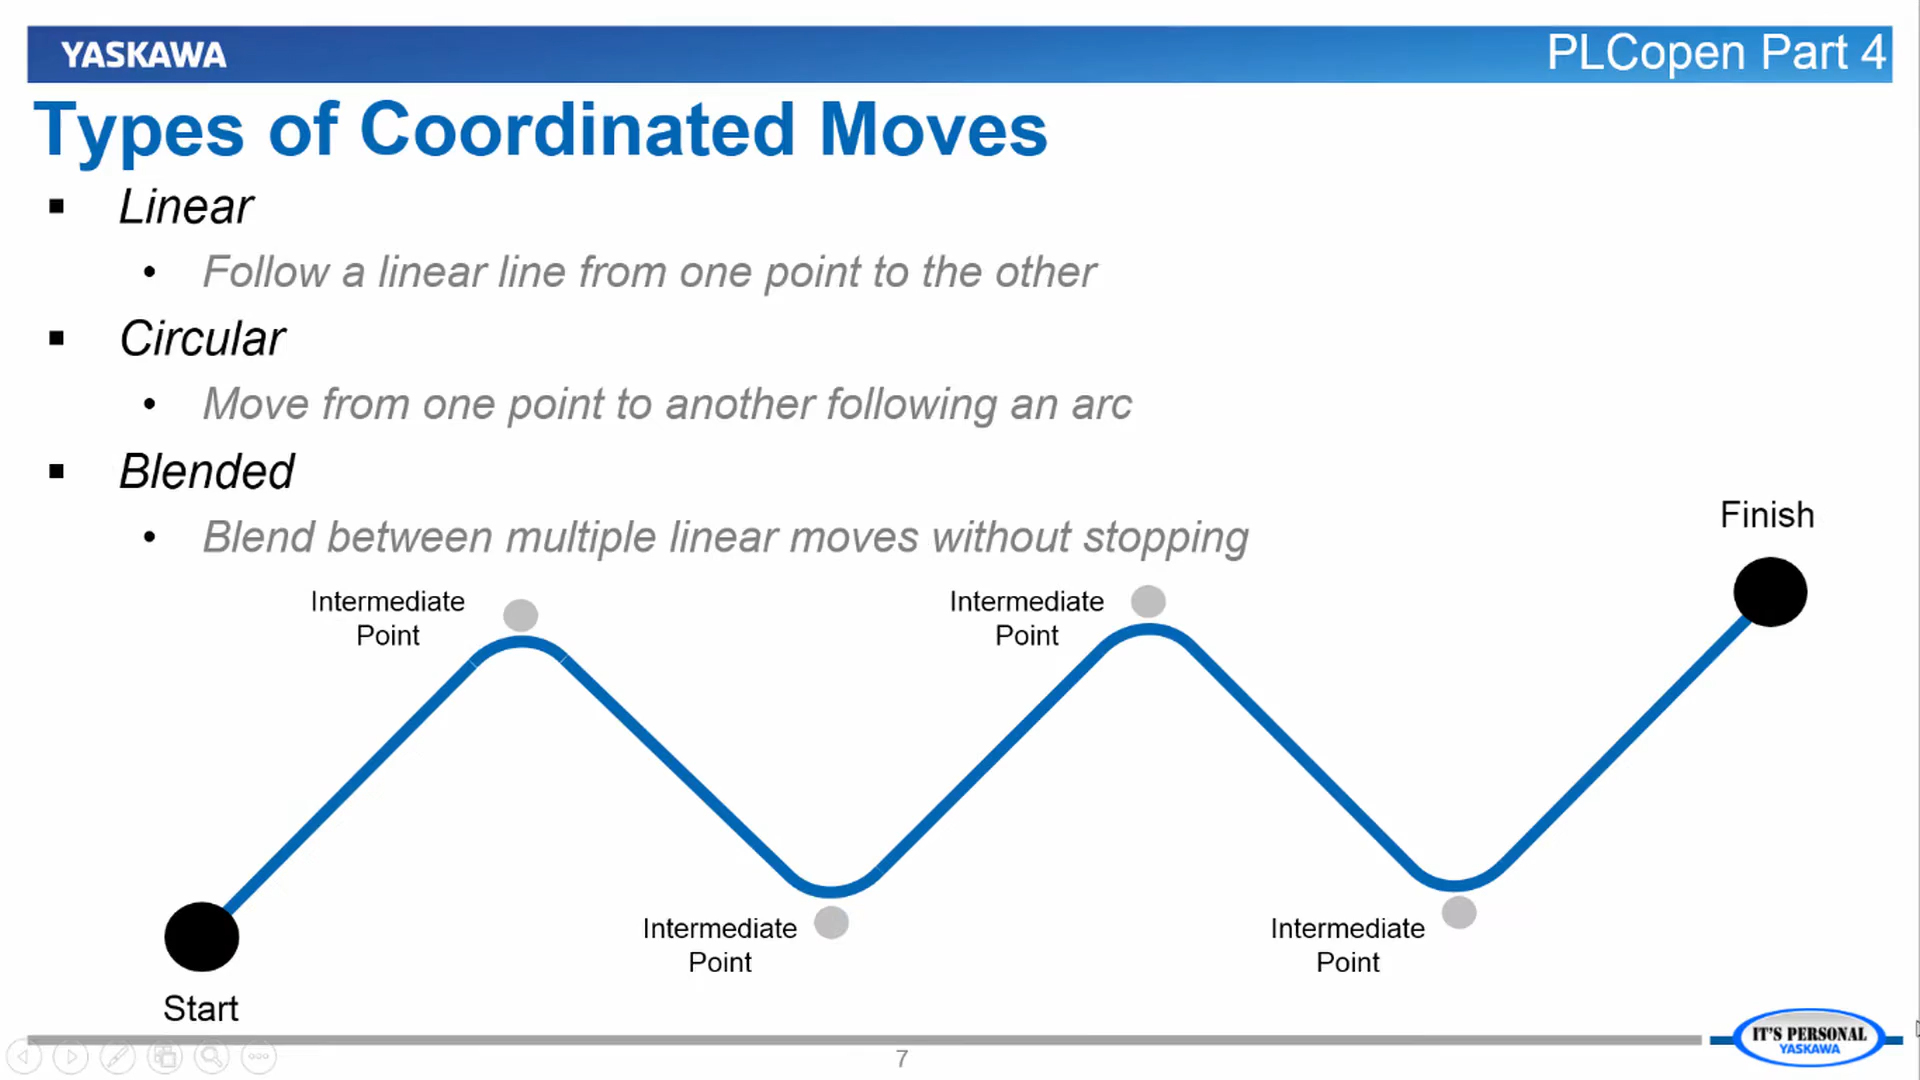 YASKAWA
PLCopen Part 4
Types of Coordinated Moves
Linear
Follow a linear line from one point to the other
Circular
Move from one point to another following an arc
Blended
Blend between multiple linear moves without stopping
Finish
Intermediate
Point
Intermediate
Point
Intermediate
Point
Intermediate
Point
Start
IT'S PERSONAL
YASKAWA
7